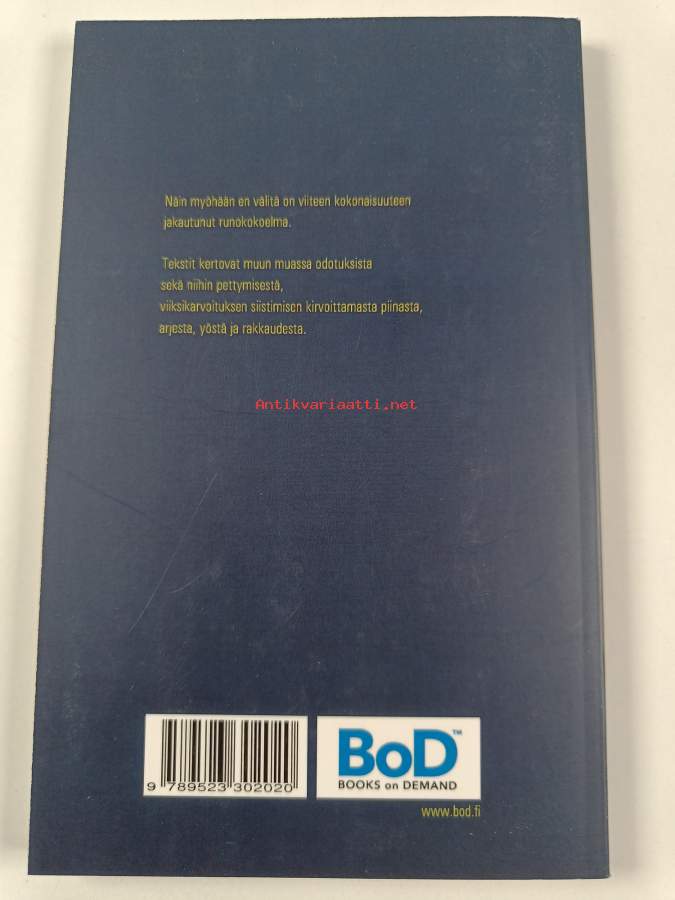 Näin myöhään en välitä on viiteen kokonaisuuteen
jakautunut runokokoelma.
Tekstit kertovat muun muassa odotuksista
sekä niihin pettymisestä,
viiksikarvoituksen siistimisen kirvoittamasta piinasta,
arjesta, yöstä ja rakkaudesta.
Antikvariaatti.net
9 789523 302020
BoD™
BOOKS on DEMAND
www.bod.fi